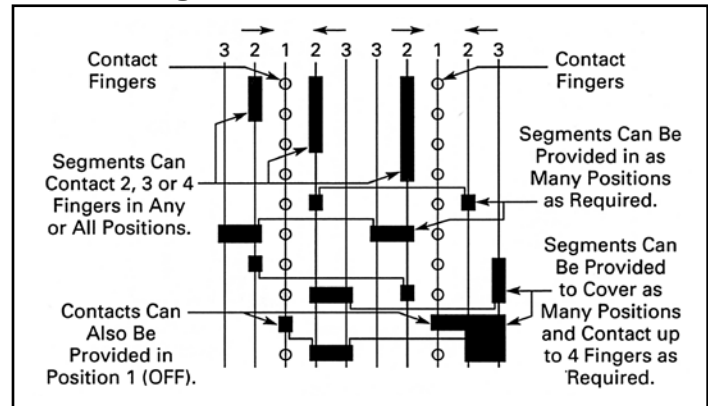 3 2 1 2 3 3 2 1 2 3
Contact
Fingers
Contact
Fingers
Segments Can
Contact 2, 3 or 4
Fingers in Any
or All Positions.
Segments Can Be
Provided in as
Many Positions
as Required.
Contacts Can
Also Be
Provided in
Position 1 (OFF).
Segments Can
Be Provided
to Cover as
Many Positions
and Contact up
to 4 Fingers as
Required.